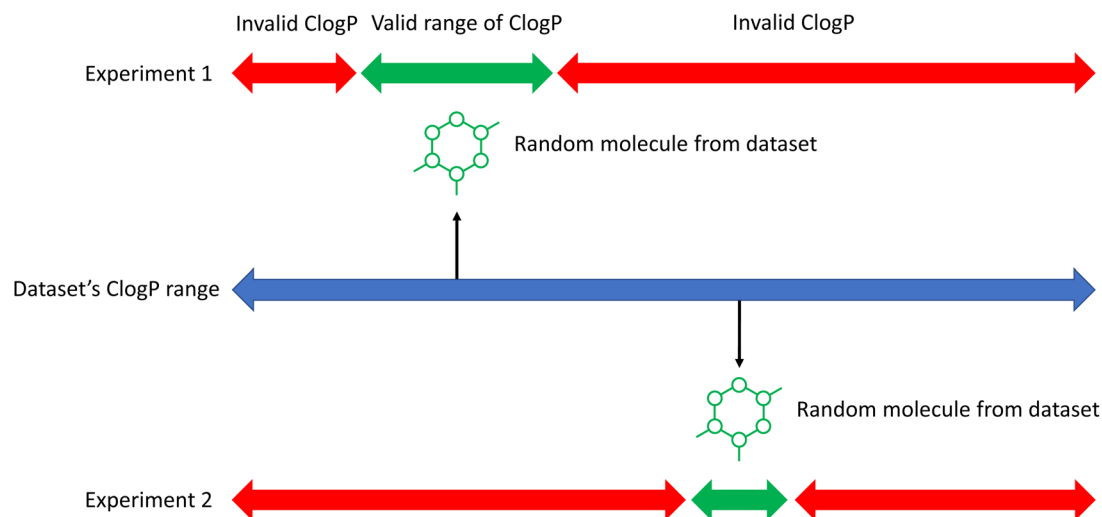 Invalid ClogP
Valid range of ClogP
Invalid ClogP
Experiment 1
Random molecule from dataset
Dataset's ClogP range
Random molecule from dataset
Experiment 2